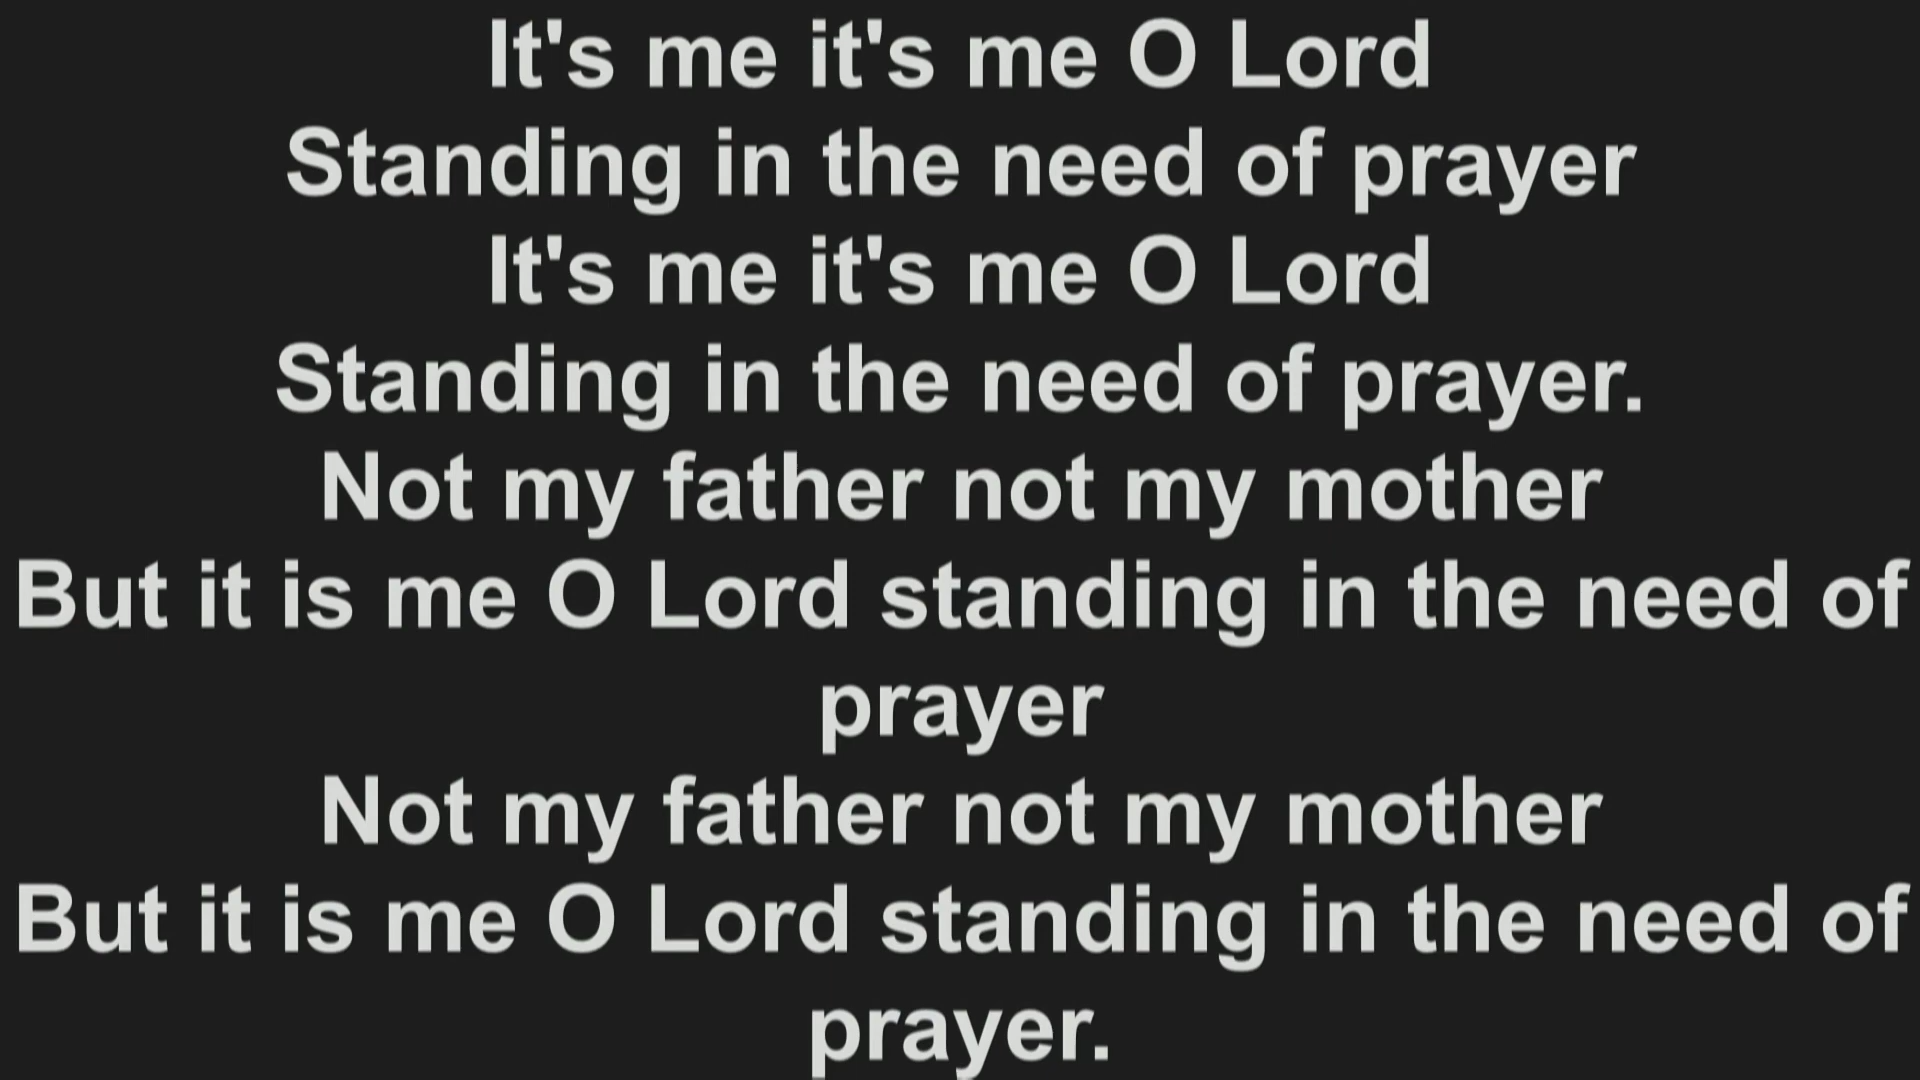 It's me it's me O Lord
Standing in the need of prayer
It's me it's me O Lord
Standing in the need of prayer.
Not my father not my mother
But it is me O Lord standing in the need of
prayer
Not my father not my mother
But it is me O Lord standing in the need of
prayer.